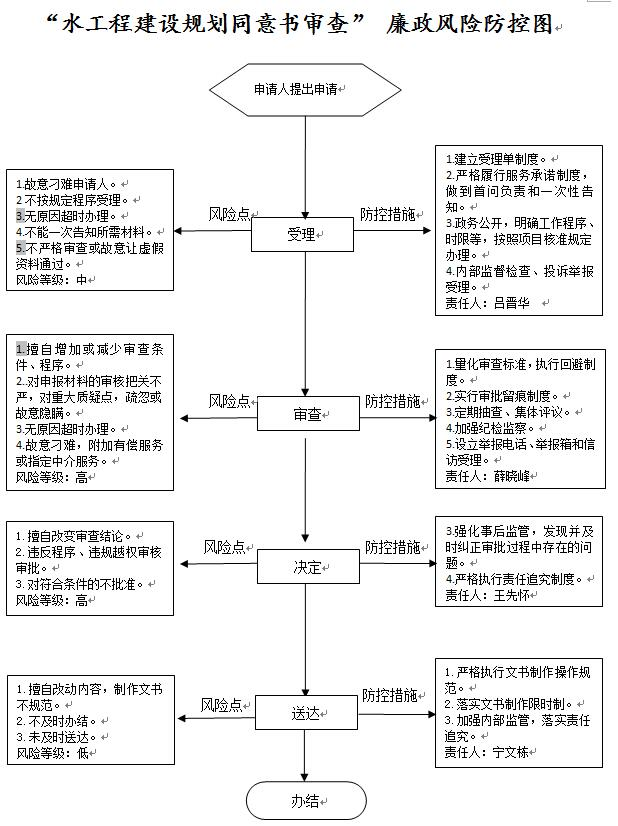 “水工程建设规划同意书审查” 廉政风险防控图
申请人提出申请
1.故意刁难申请人。
2 不按规定程序受理。
3.无原因超时办理。
4.不能一次告知所需材料。
5.不严格审查或故意让虚假
资料通过。
风险等级：中
风险点
受理
防控措施
1.建立受理单制度。
2.严格履行服务承诺制度，
做到首问负责和一次性告
知。
3.政务公开，明确工作程序、
时限等，按照项目核准规定
办理。
4.内部监督检查、投诉举报
受理。
责任人：吕晋华
1.擅自增加或减少审查条
件、程序。
2..对申报材料的审核把关不
严，对重大质疑点，疏忽或
故意隐瞒。
3.无原因超时办理。
4.故意刁难，附加有偿服务
或指定中介服务。
风险等级：高
风险点
审查
防控措施
1.量化审查标准，执行回避制
度。
2.实行审批留痕制度。
3.定期抽查、集体评议。
4.加强纪检监察。
5.设立举报电话、举报箱和信
访受理。
责任人：薛晓峰
1. 擅自改变审查结论。
2. 违反程序、违规越权审核
审批。
3. 对符合条件的不批准。
风险等级：高
风险点
决定
防控措施
3.强化事后监管，发现并及
时纠正审批过程中存在的问
题。
4.严格执行责任追究制度。
责任人：王先怀
1. 擅自改动内容，制作文书
不规范。
2. 不及时办结。
3. 未及时送达。
风险等级：低
风险点
送达
防控措施
1. 严格执行文书制作操作规
范。
2. 落实文书制作限时制。
3. 加强内部监管，落实责任
追究。
责任人：宁文栋
办结